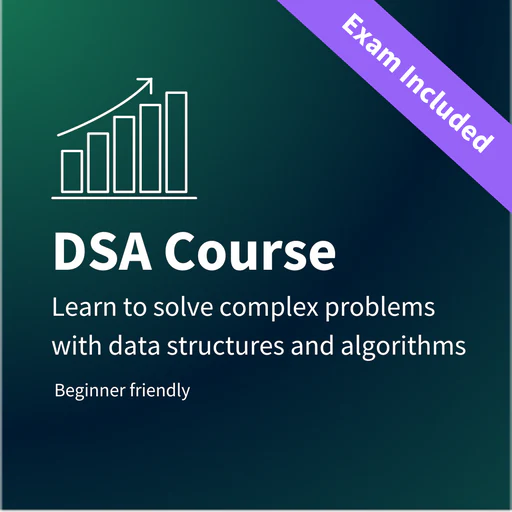 Exam Included
DSA Course
Learn to solve complex problems
with data structures and algorithms
Beginner friendly